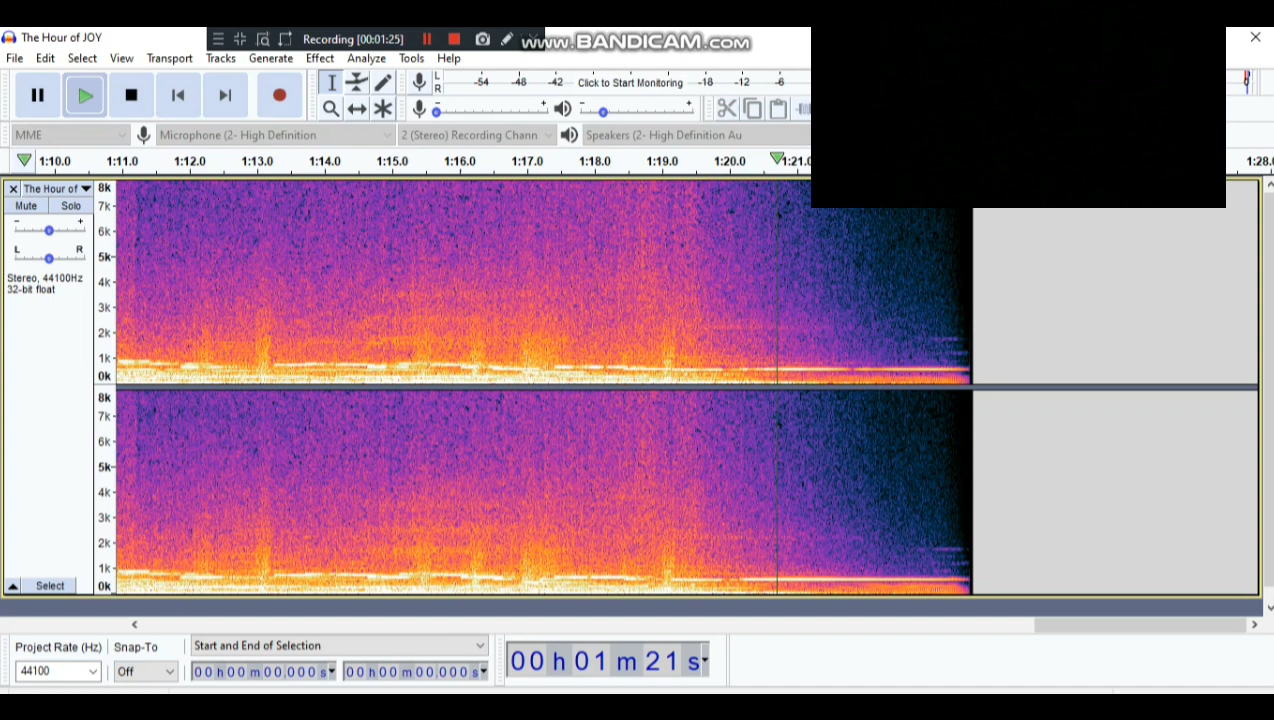 The Hour of JOY
Recording [00:01:25]
www.BANDICAM.com
File Edit Select View Transport Tracks Generate Effect Analyze Tools Help
L
R
-54 -48 -42 Click to Start Monitoring -18 -12 -6
- + - +
MME Microphone (2- High Definition 2 (Stereo) Recording Chann Speakers (2- High Definition Au
1:10.0 1:11.0 1:12.0 1:13.0 1:14.0 1:15.0 1:16.0 1:17.0 1:18.0 1:19.0 1:20.0 1:21.0 1:28.0
The Hour of
Mute Solo
- +
L R
Stereo, 44100Hz
32-bit float
8k
7k
6k
5k
4k
3k
2k
1k
0k
8k
7k
6k
5k
4k
3k
2k
1k
0k
Select
Project Rate (Hz) Snap-To Start and End of Selection
44100 Off 00 h 00 m 00.000 s 00 h 00 m 00.000 s
00 h 01 m 21 s